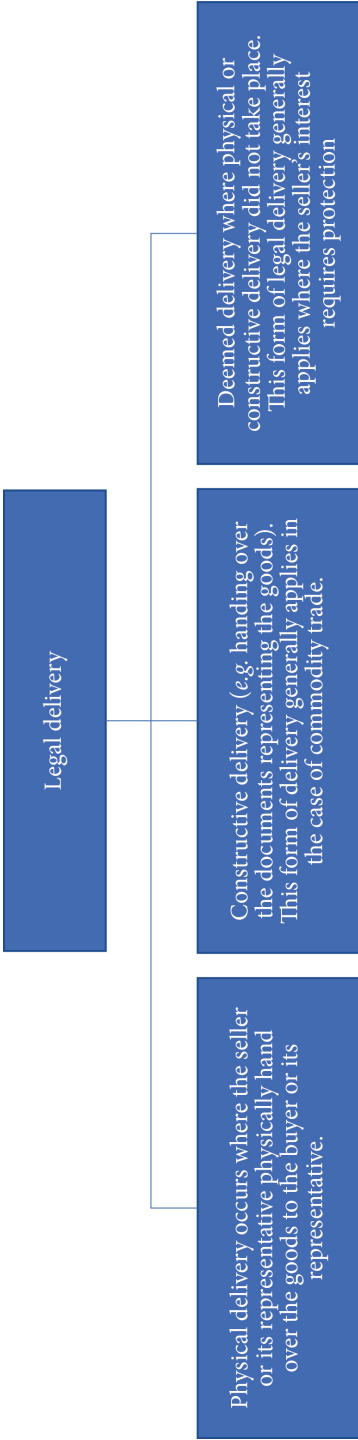 Legal delivery
Physical delivery occurs where the seller
or its representative physically hand
over the goods to the buyer or its
representative.
Constructive delivery (e.g. handing over
the documents representing the goods).
This form of delivery generally applies in
the case of commodity trade.
Deemed delivery where physical or
constructive delivery did not take place.
This form of legal delivery generally
applies where the seller’s interest
requires protection